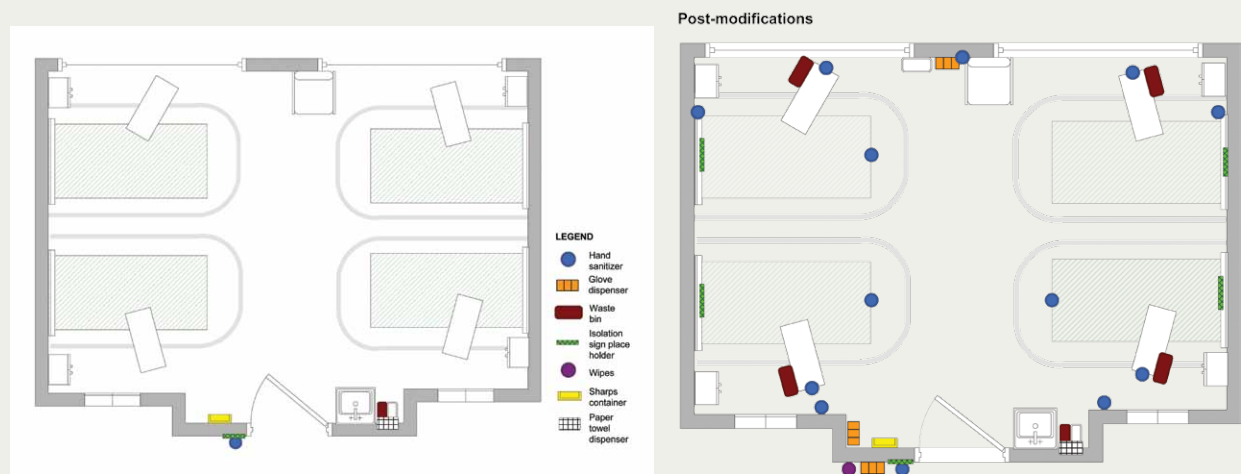 Post-modifications
LEGEND
Hand
sanitizer
Glove
dispenser
Waste
bin
Isolation
sign place
holder
Wipes
Sharps
container
Paper
towel
dispenser